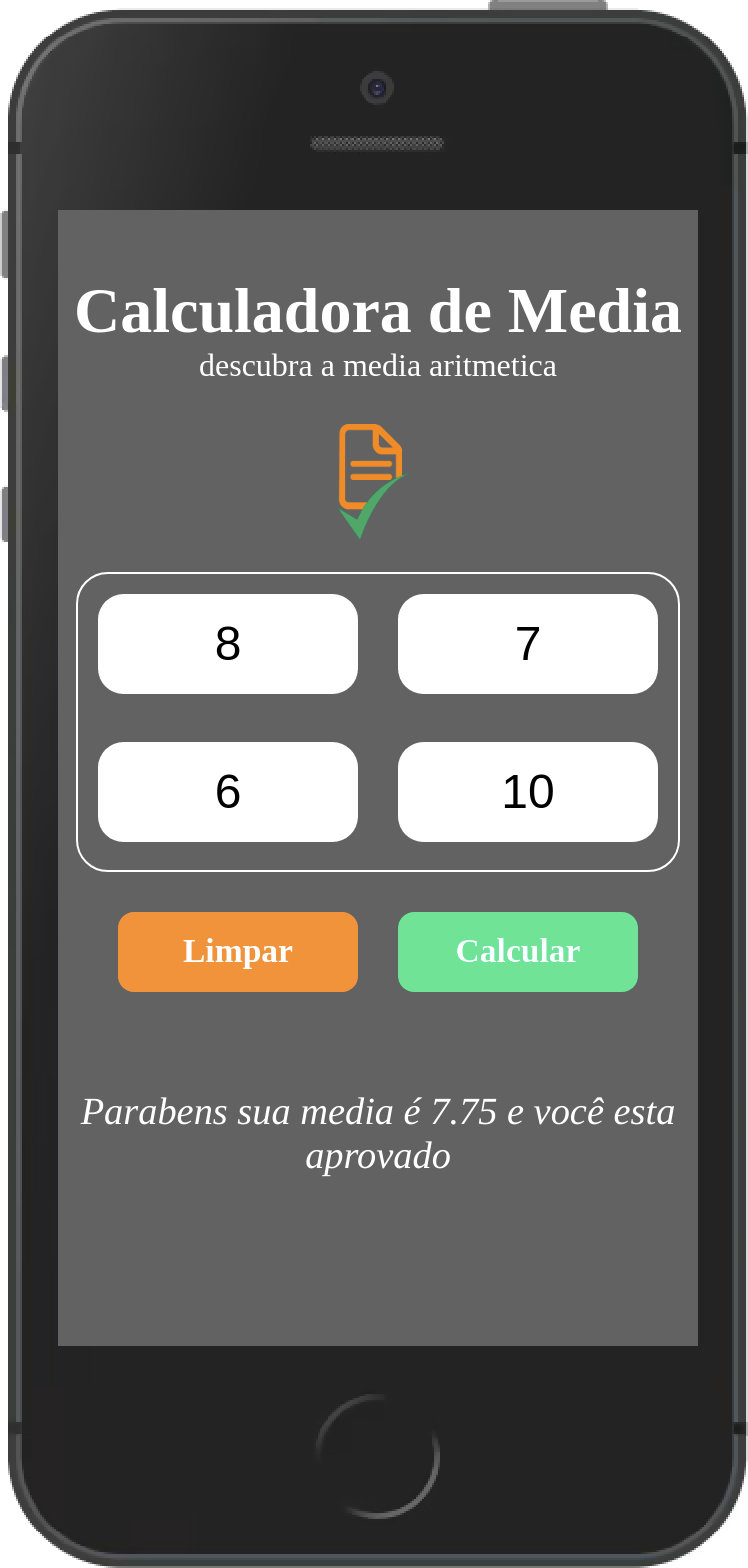 Calculadora de Media
descubra a media aritmetica
8 7
6 10
Limpar Calcular
Parabens sua media é 7.75 e você esta
aprovado